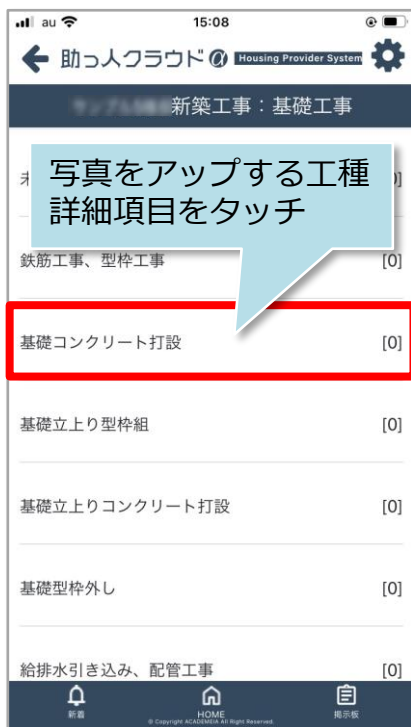 au 15:08
助っ人クラウド α Housing Provider System
新築工事：基礎工事
写真をアップする工種
詳細項目をタッチ
鉄筋工事、型枠工事 [0]
基礎コンクリート打設 [0]
基礎立上り型枠組 [0]
基礎立上りコンクリート打設 [0]
基礎型枠外し [0]
給排水引き込み、配管工事 [0]
新着 HOME 掲示板
© Copyright ACADEMEIA All Right Reserved.